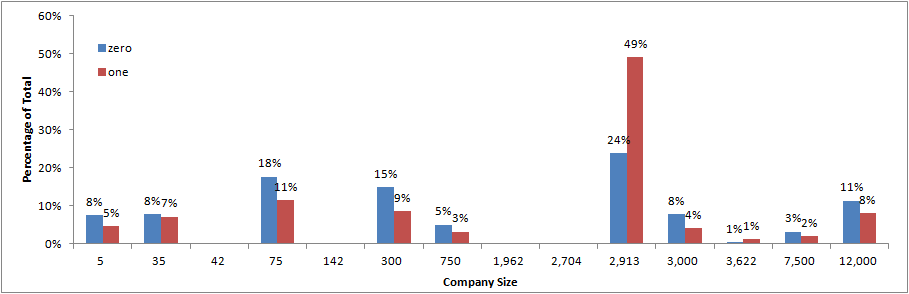 60%
50%
40%
30%
20%
10%
0%
Percentage of Total
zero
one
8% 5% 8% 7% 18% 11% 15% 9% 5% 3% 24% 49% 8% 4% 1% 1% 3% 2% 11% 8%
5 35 42 75 142 300 750 1,962 2,704 2,913 3,000 3,622 7,500 12,000
Company Size